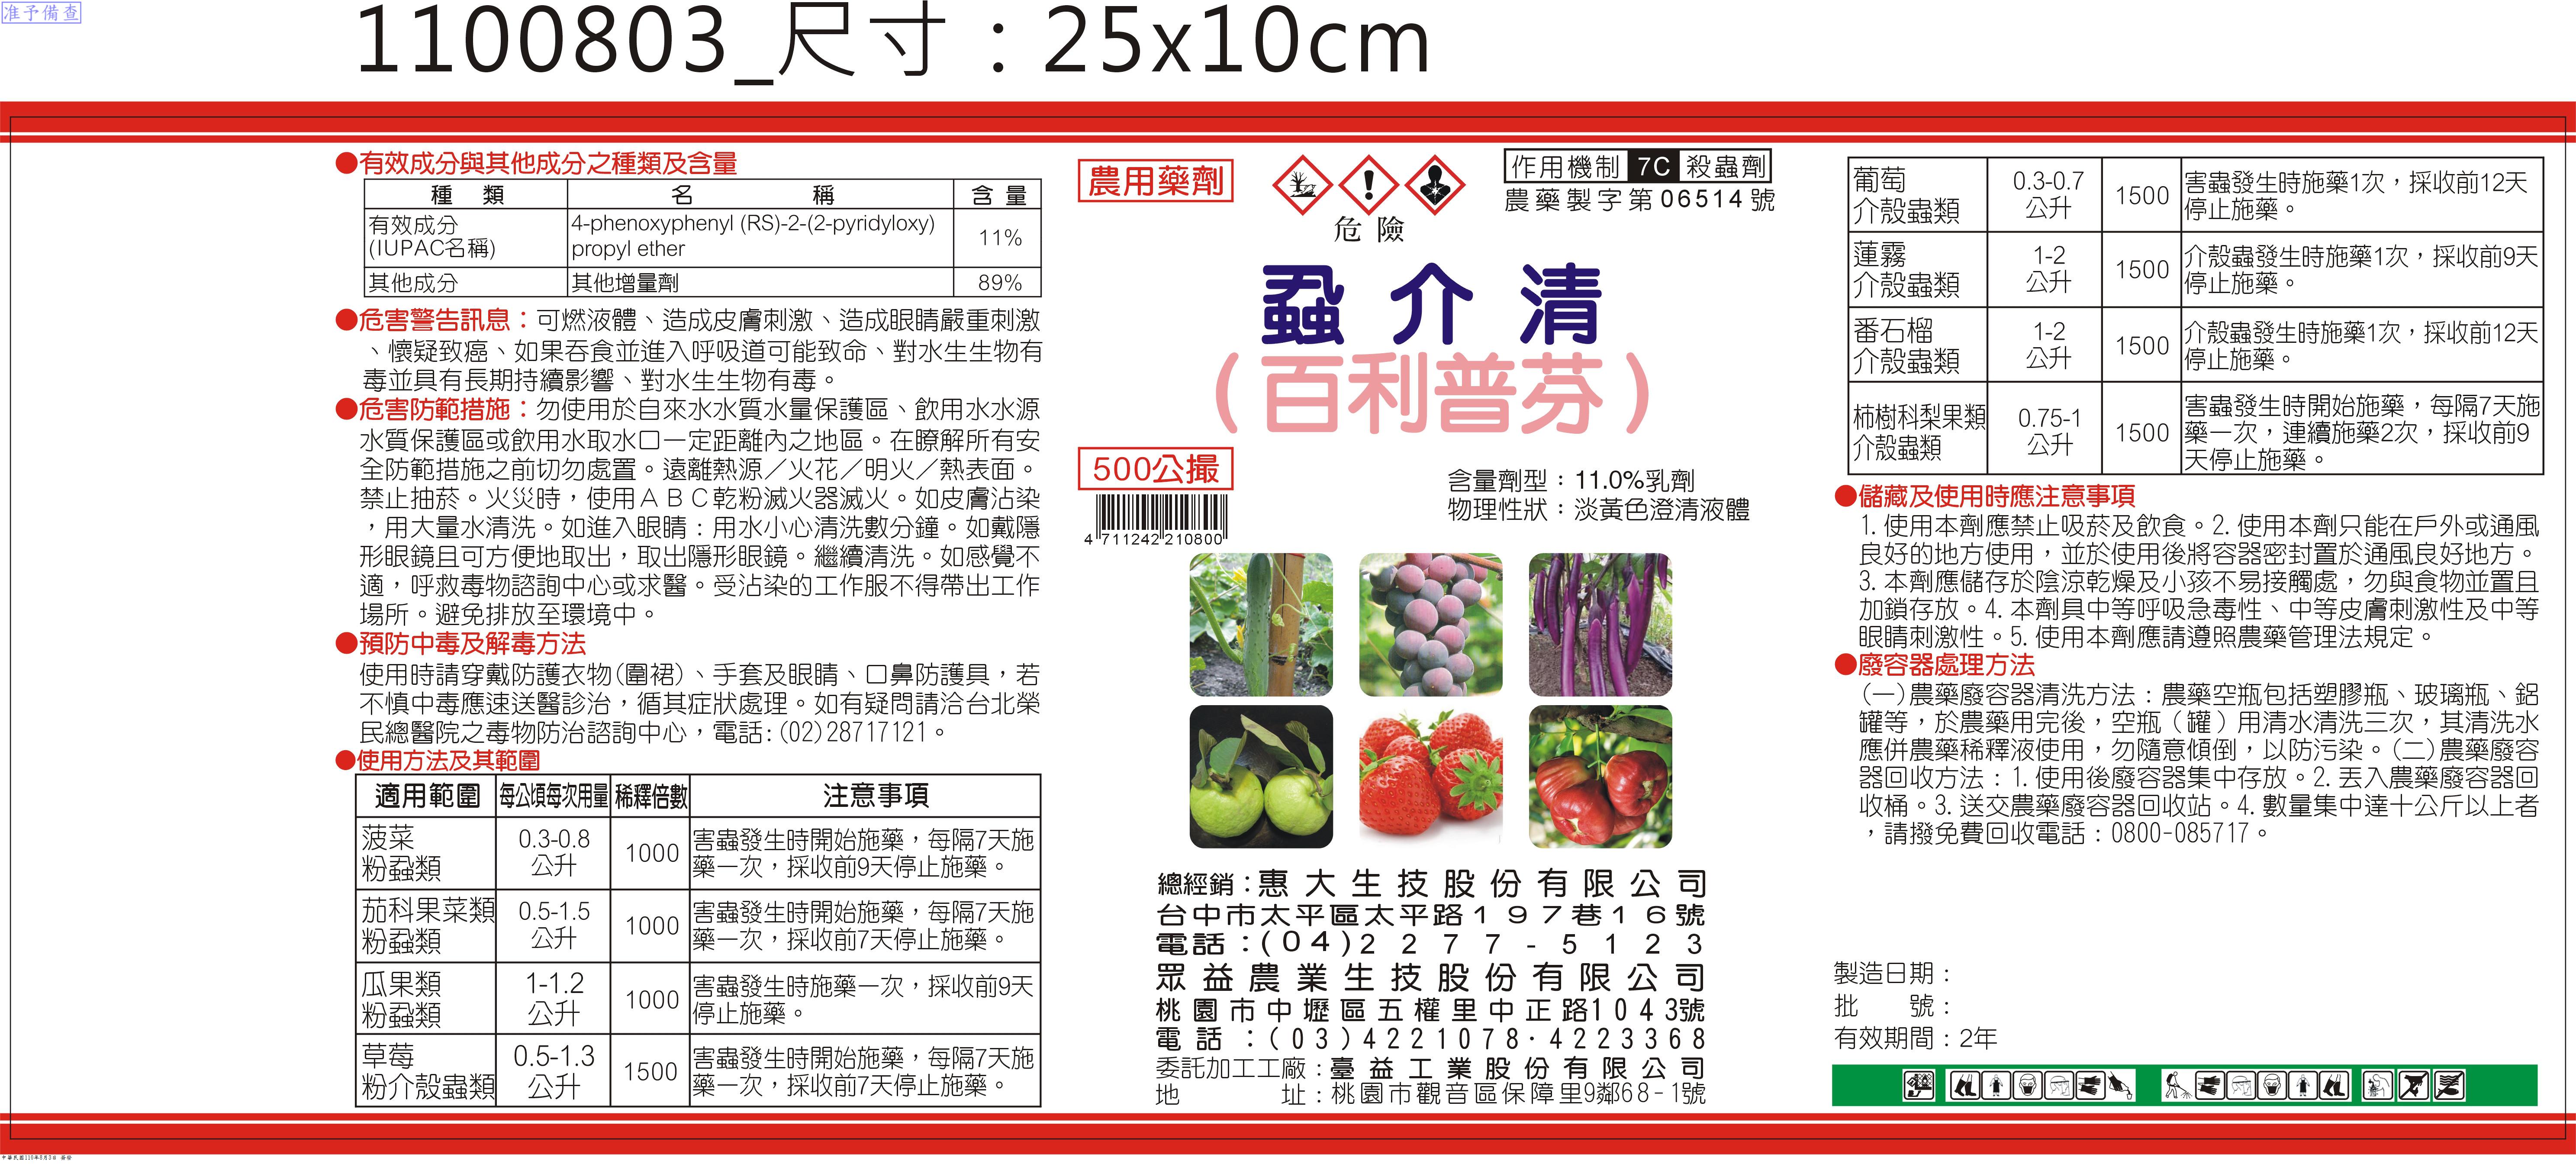 准予備查
1100803_尺寸：25x10cm
●有效成分與其他成分之種類及含量
種 類 名 稱 含 量
有效成分
(IUPAC名稱)
4-phenoxyphenyl (RS)-2-(2-pyridyloxy)
propyl ether
11%
其他成分 其他增量劑 89%
●危害警告訊息：可燃液體、造成皮膚刺激、造成眼睛嚴重刺激
、懷疑致癌、如果吞食並進入呼吸道可能致命、對水生生物有
毒並具有長期持續影響、對水生生物有毒。
●危害防範措施：勿使用於自來水水質水量保護區、飲用水水源
水質保護區或飲用水取水口一定距離內之地區。在瞭解所有安
全防範措施之前切勿處置。遠離熱源／火花／明火／熱表面。
禁止抽菸。火災時，使用ＡＢＣ乾粉滅火器滅火。如皮膚沾染
，用大量水清洗。如進入眼睛：用水小心清洗數分鐘。如戴隱
形眼鏡且可方便地取出，取出隱形眼鏡。繼續清洗。如感覺不
適，呼救毒物諮詢中心或求醫。受沾染的工作服不得帶出工作
場所。避免排放至環境中。
●預防中毒及解毒方法
使用時請穿戴防護衣物(圍裙)、手套及眼睛、口鼻防護具，若
不慎中毒應速送醫診治，循其症狀處理。如有疑問請洽台北榮
民總醫院之毒物防治諮詢中心，電話:(02)28717121。
●使用方法及其範圍
適用範圍 每公頃每次用量 稀釋倍數 注意事項
菠菜
粉蝨類
0.3-0.8
公升
1000
害蟲發生時開始施藥，每隔7天施
藥一次，採收前9天停止施藥。
茄科果菜類
粉蝨類
0.5-1.5
公升
1000
害蟲發生時開始施藥，每隔7天施
藥一次，採收前7天停止施藥。
瓜果類
粉蝨類
1-1.2
公升
1000
害蟲發生時施藥一次，採收前9天
停止施藥。
草莓
粉介殼蟲類
0.5-1.3
公升
1500
害蟲發生時開始施藥，每隔7天施
藥一次，採收前7天停止施藥。
農用藥劑
危險
作用機制 7C 殺蟲劑
農藥製字第06514號
蝨介清
(百利普芬)
500公撮
4 711242 210800
含量劑型：11.0%乳劑
物理性狀：淡黃色澄清液體
總經銷：惠大生技股份有限公司
台中市太平區太平路１９７巷１６號
電話：(04)2277-5123
眾益農業生技股份有限公司
桃園市中壢區五權里中正路1043號
電話：(03)4221078·4223368
委託加工工廠：臺益工業股份有限公司
地 址：桃園市觀音區保障里9鄰68-1號
葡萄
介殼蟲類
0.3-0.7
公升
1500
害蟲發生時施藥1次，採收前12天
停止施藥。
蓮霧
介殼蟲類
1-2
公升
1500
介殼蟲發生時施藥1次，採收前9天
停止施藥。
番石榴
介殼蟲類
1-2
公升
1500
介殼蟲發生時施藥1次，採收前12天
停止施藥。
柿樹科梨果類
介殼蟲類
0.75-1
公升
1500
害蟲發生時開始施藥，每隔7天施
藥一次，連續施藥2次，採收前9
天停止施藥。
●儲藏及使用時應注意事項
1.使用本劑應禁止吸菸及飲食。2.使用本劑只能在戶外或通風
良好的地方使用，並於使用後將容器密封置於通風良好地方。
3.本劑應儲存於陰涼乾燥及小孩不易接觸處，勿與食物並置且
加鎖存放。4.本劑具中等呼吸急毒性、中等皮膚刺激性及中等
眼睛刺激性。5.使用本劑應請遵照農藥管理法規定。
●廢容器處理方法
(一)農藥廢容器清洗方法：農藥空瓶包括塑膠瓶、玻璃瓶、鋁
罐等，於農藥用完後，空瓶（罐）用清水清洗三次，其清洗水
應併農藥稀釋液使用，勿隨意傾倒，以防污染。(二)農藥廢容
器回收方法：1.使用後廢容器集中存放。2.丟入農藥廢容器回
收桶。3.送交農藥廢容器回收站。4.數量集中達十公斤以上者
，請撥免費回收電話：0800-085717。
製造日期：
批 號：
有效期間：2年